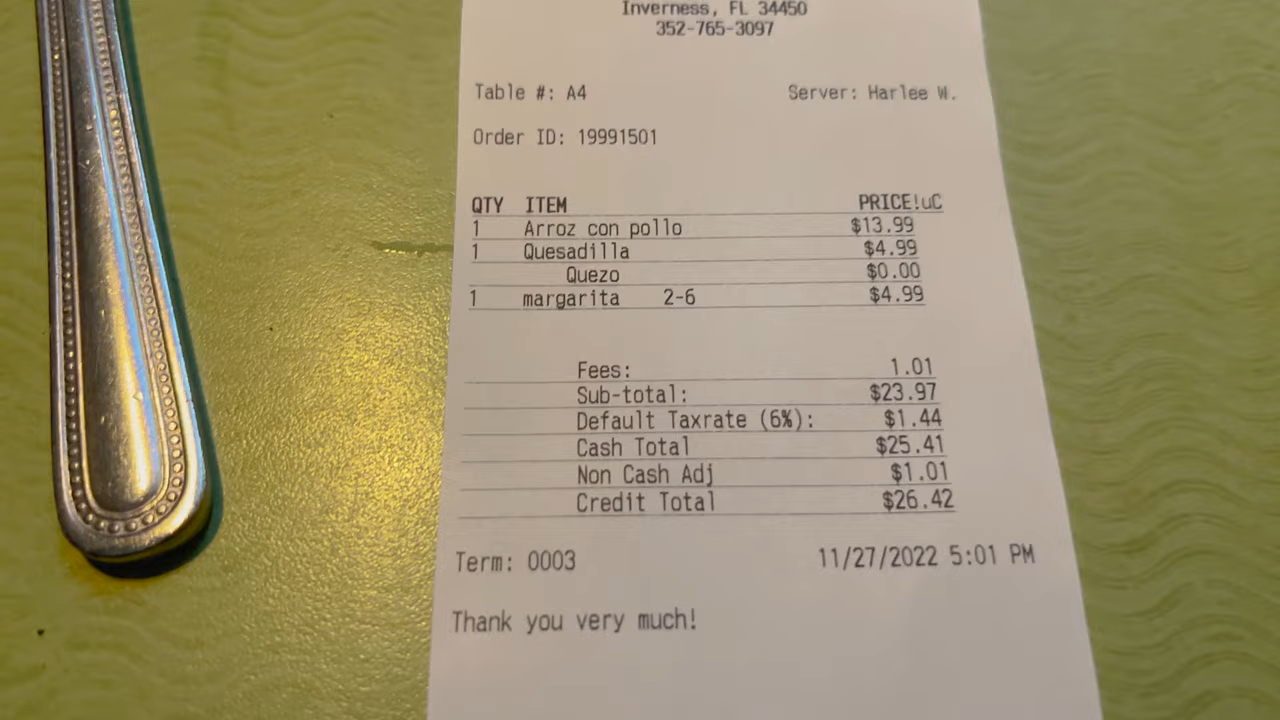 Inverness, FL 34450
352-765-3097
Table #: A4 Server: Harlee W.
Order ID: 19991501
QTY ITEM PRICE!uC
1 Arroz con pollo $13.99
1 Quesadilla $4.99
Quezo $0.00
1 margarita 2-6 $4.99
Fees: 1.01
Sub-total: $23.97
Default Taxrate (6%): $1.44
Cash Total $25.41
Non Cash Adj $1.01
Credit Total $26.42
Term: 0003 11/27/2022 5:01 PM
Thank you very much!